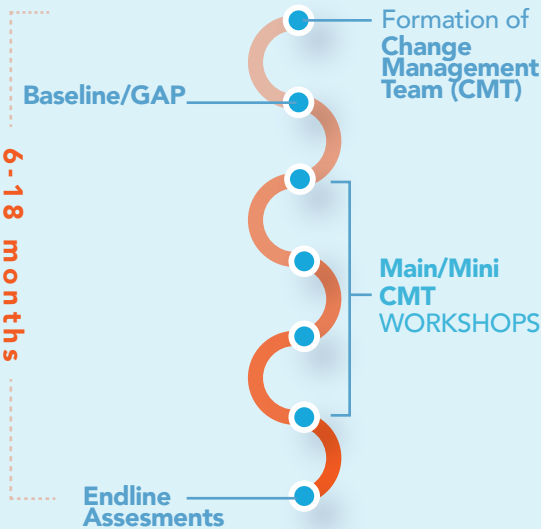 Formation of
Change
Management
Team (CMT)
Baseline/GAP
6-18 months
Main/Mini
CMT
WORKSHOPS
Endline
Assesments